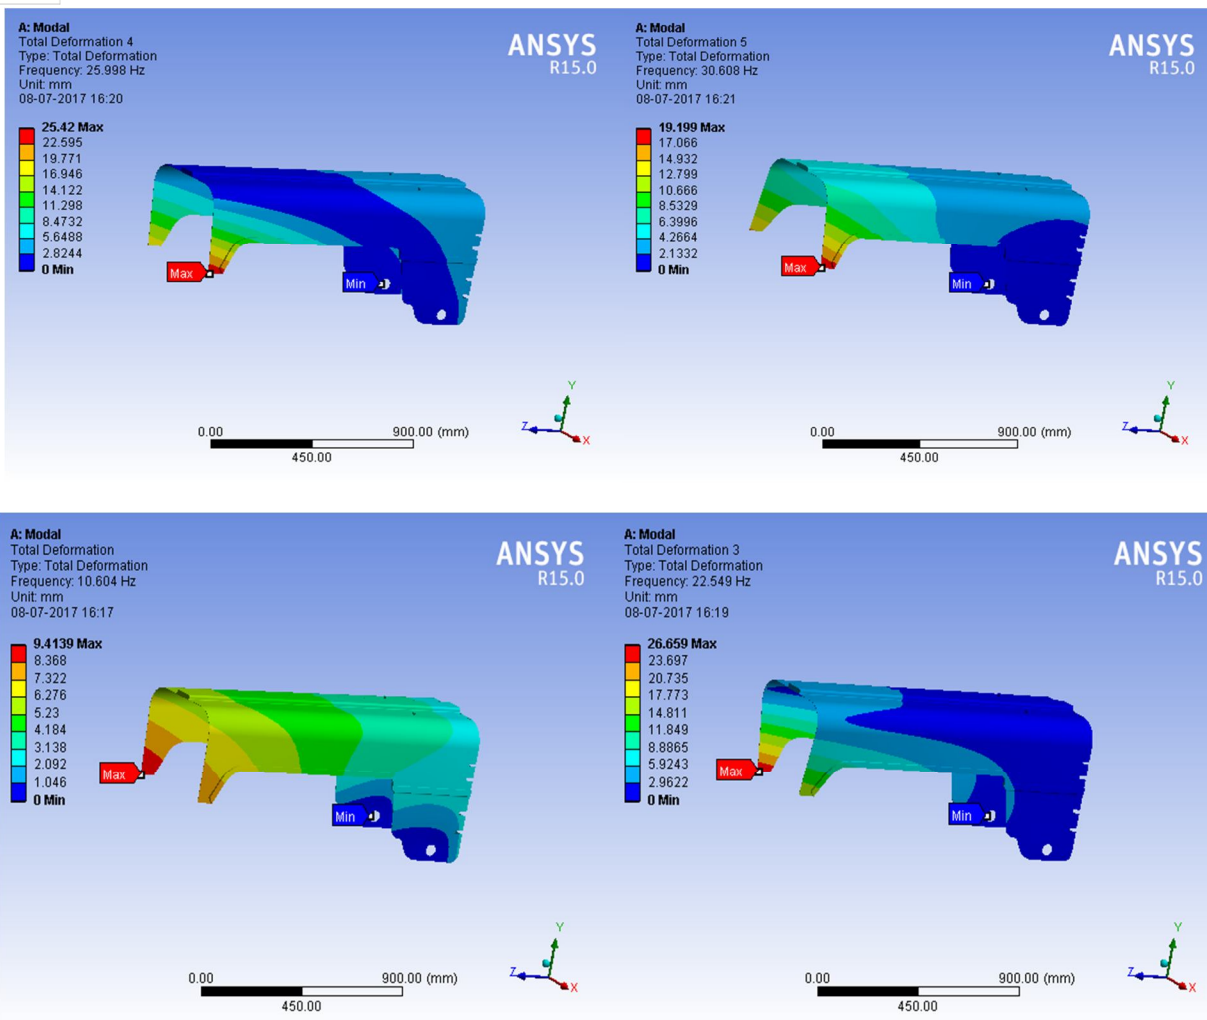 A: Modal
Total Deformation 4
Type: Total Deformation
Frequency: 25.998 Hz
Unit: mm
08-07-2017 16:20
ANSYS
R15.0
25.42 Max
22.595
19.771
16.946
14.122
11.298
8.4732
5.6488
2.8244
0 Min
Max
Min
0.00
900.00 (mm)
450.00
Y
Z
X
A: Modal
Total Deformation 5
Type: Total Deformation
Frequency: 30.608 Hz
Unit: mm
08-07-2017 16:21
ANSYS
R15.0
19.199 Max
17.066
14.932
12.799
10.666
8.5329
6.3996
4.2664
2.1332
0 Min
Max
Min
0.00
900.00 (mm)
450.00
Y
Z
X
A: Modal
Total Deformation
Type: Total Deformation
Frequency: 10.604 Hz
Unit: mm
08-07-2017 16:17
ANSYS
R15.0
9.4139 Max
8.368
7.322
6.276
5.23
4.184
3.138
2.092
1.046
0 Min
Max
Min
0.00
900.00 (mm)
450.00
Y
Z
X
A: Modal
Total Deformation 3
Type: Total Deformation
Frequency: 22.549 Hz
Unit: mm
08-07-2017 16:19
ANSYS
R15.0
26.659 Max
23.697
20.735
17.773
14.811
11.849
8.8865
5.9243
2.9622
0 Min
Max
Min
0.00
900.00 (mm)
450.00
Y
Z
X